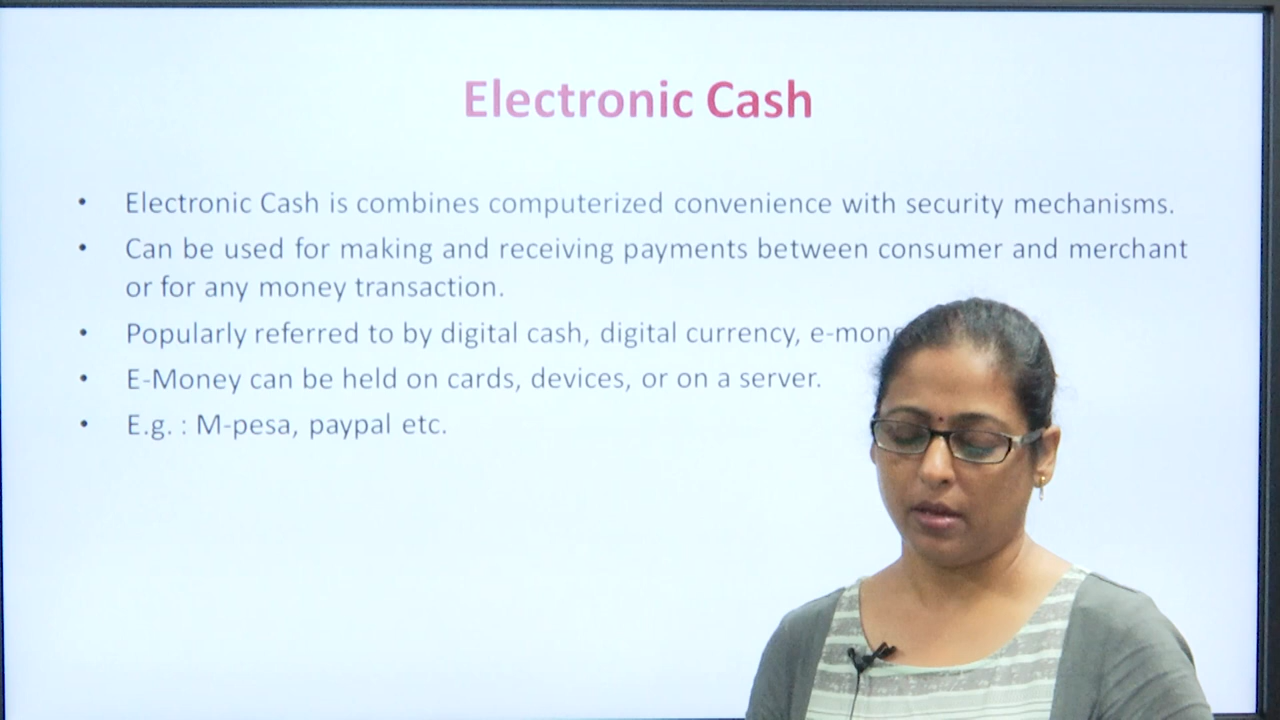 Electronic Cash
• Electronic Cash is combines computerized convenience with security mechanisms.
• Can be used for making and receiving payments between consumer and merchant
or for any money transaction.
• Popularly referred to by digital cash, digital currency,
• E-Money can be held on cards, devices, or on a server.
• E.g. : M-pesa, paypal etc.